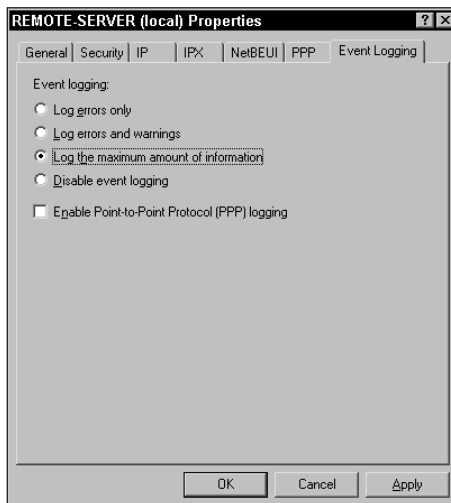 REMOTE-SERVER (local) Properties
General Security IP IPX NetBEUI PPP Event Logging
Event logging:
Log errors only
Log errors and warnings
Log the maximum amount of information
Disable event logging
Enable Point-to-Point Protocol (PPP) logging
OK Cancel Apply